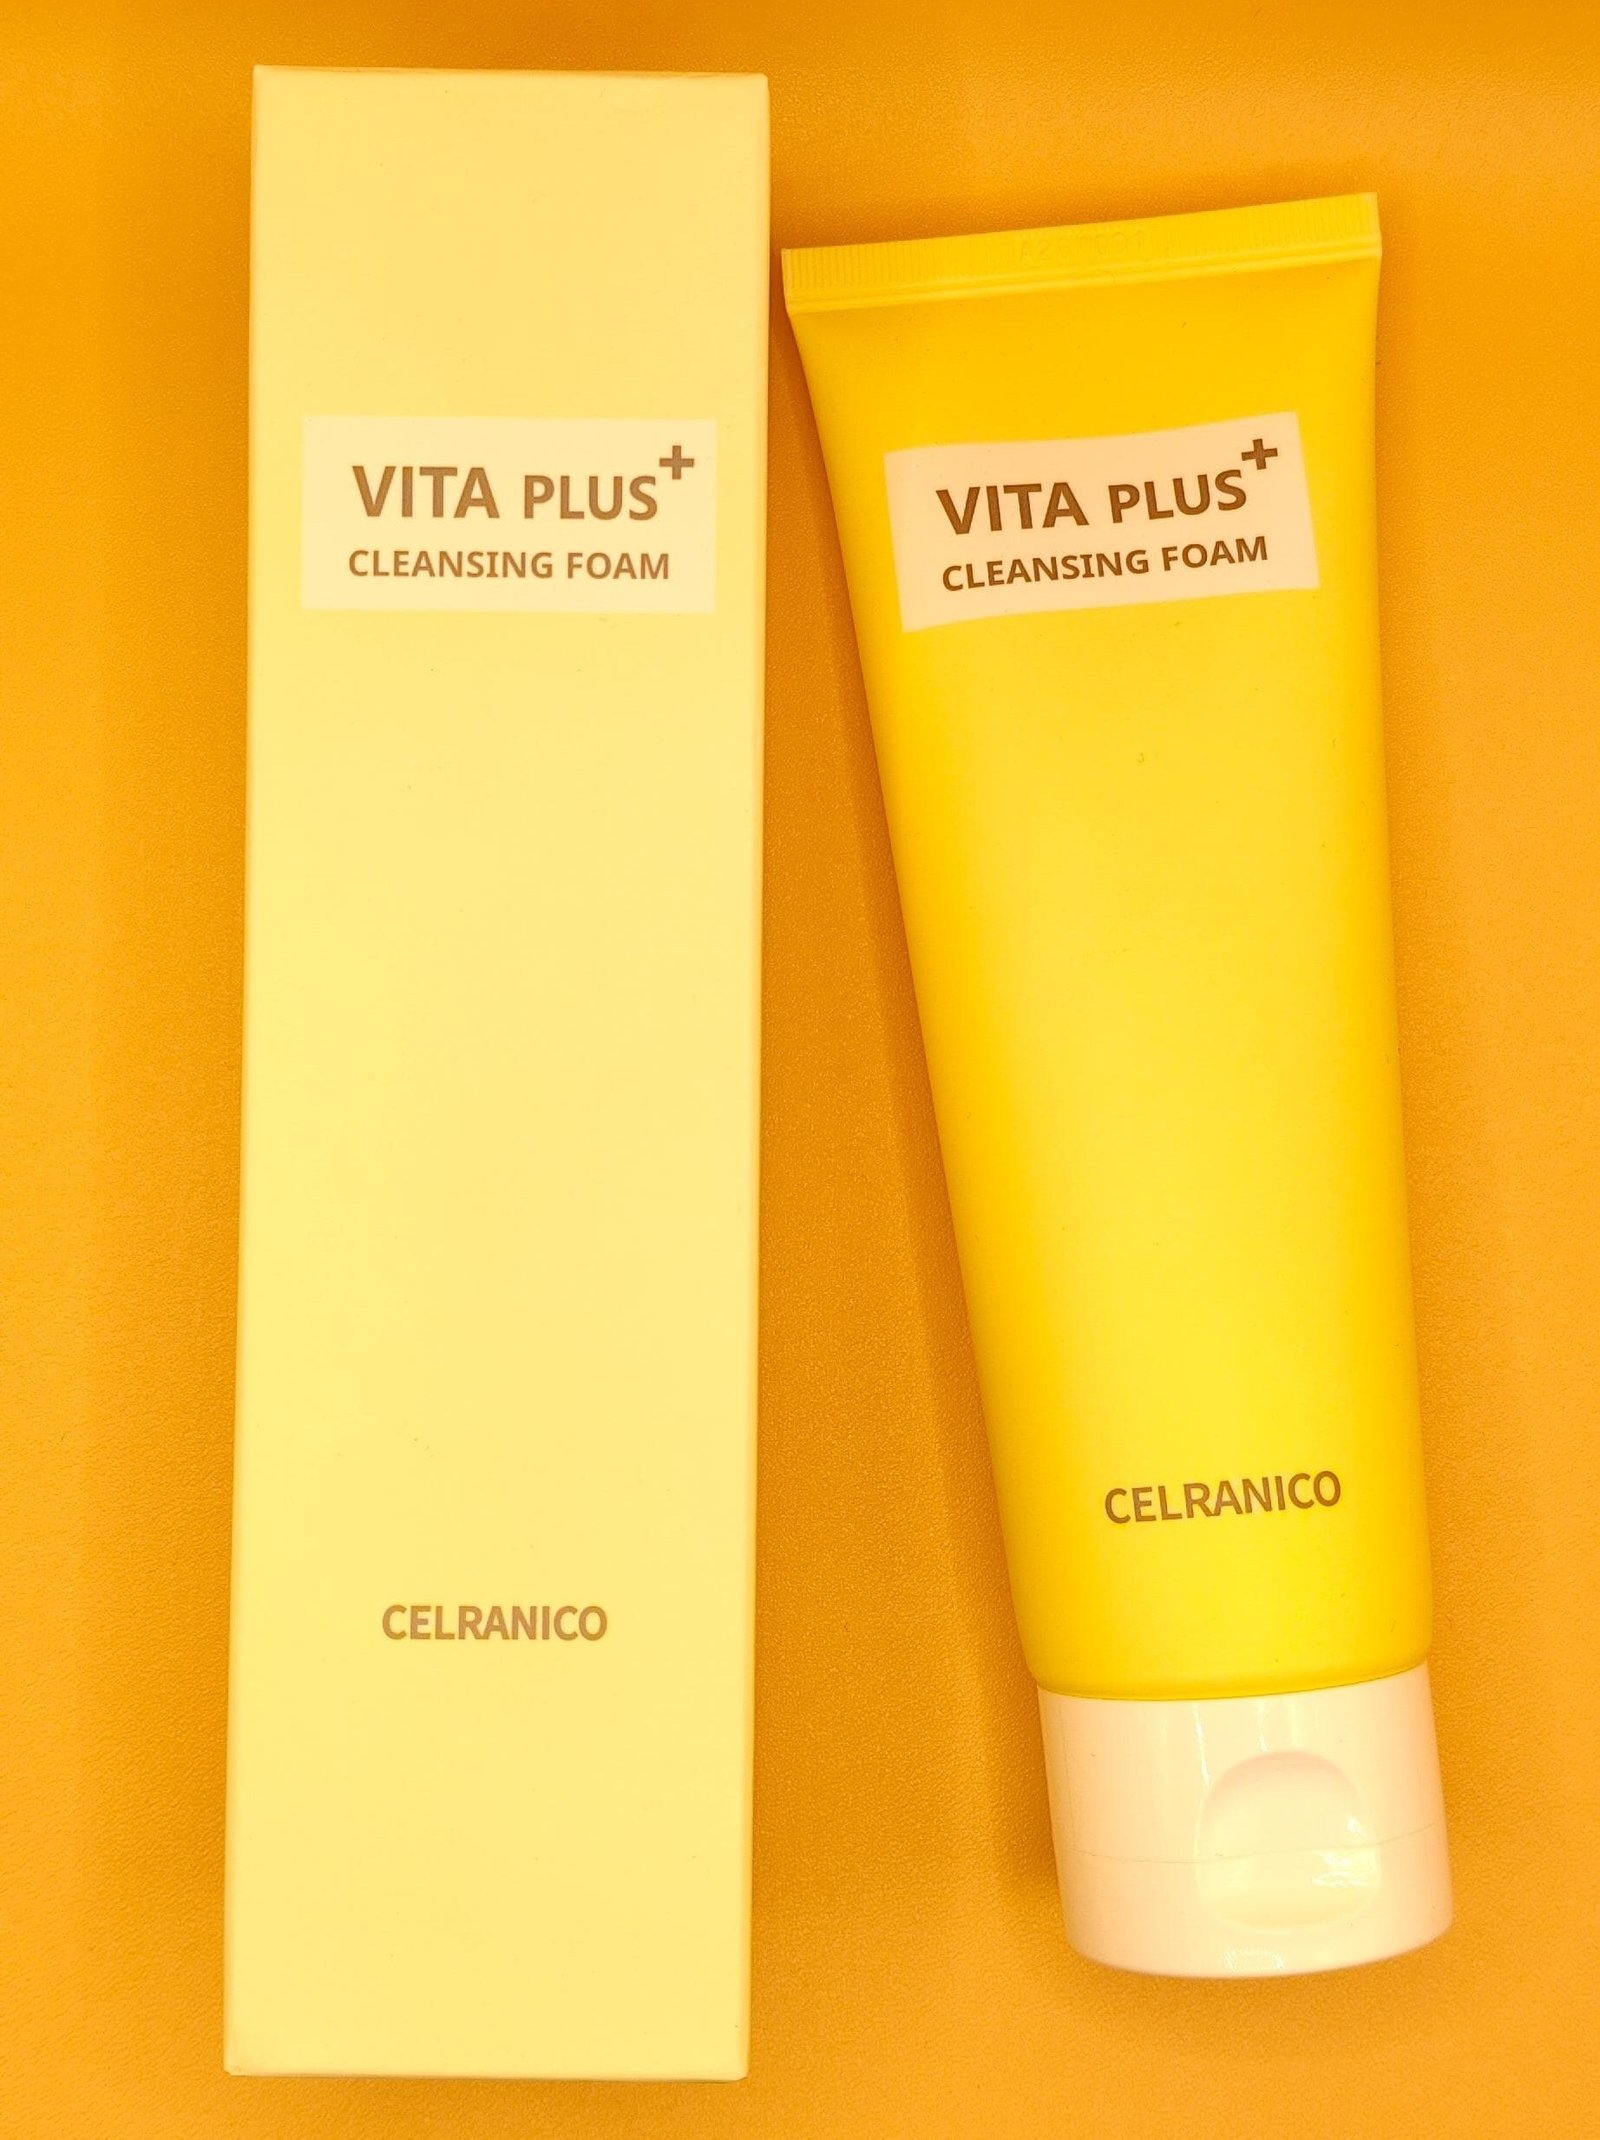 VITA PLUS+
CLEANSING FOAM
CELRANICO
VITA PLUS+
CLEANSING FOAM
CELRANICO